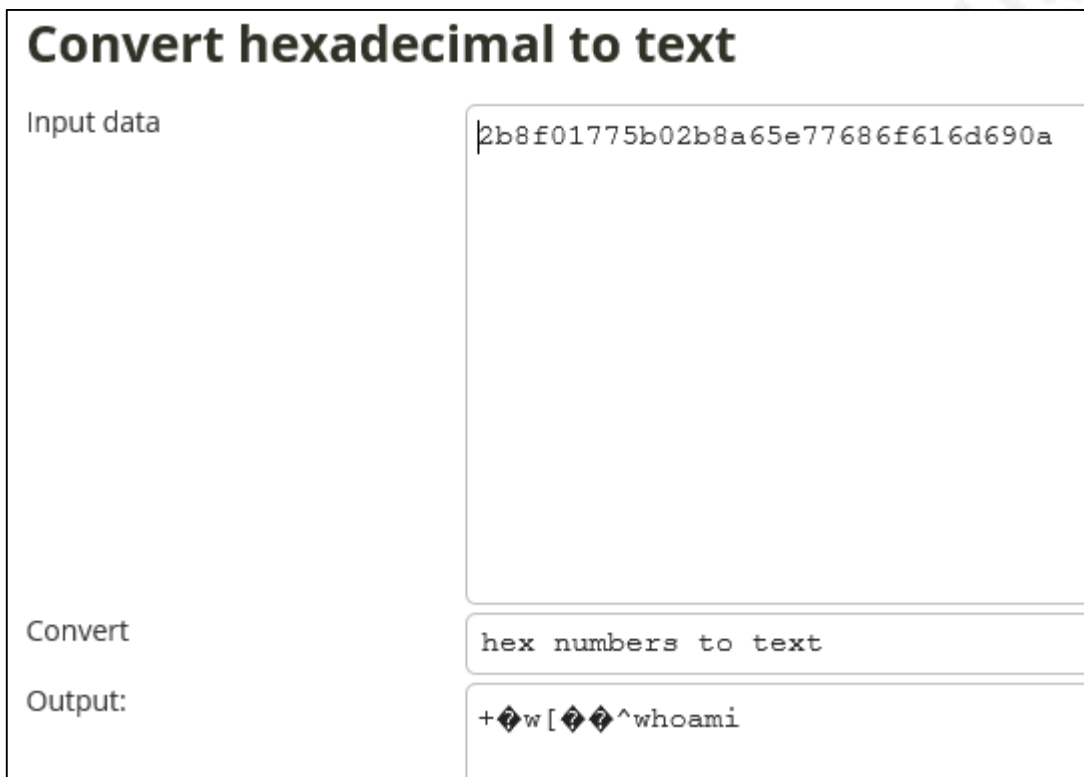 Convert hexadecimal to text
Input data
2b8f01775b02b8a65e77686f616d690a
Convert
hex numbers to text
Output:
+�w[��^whoami